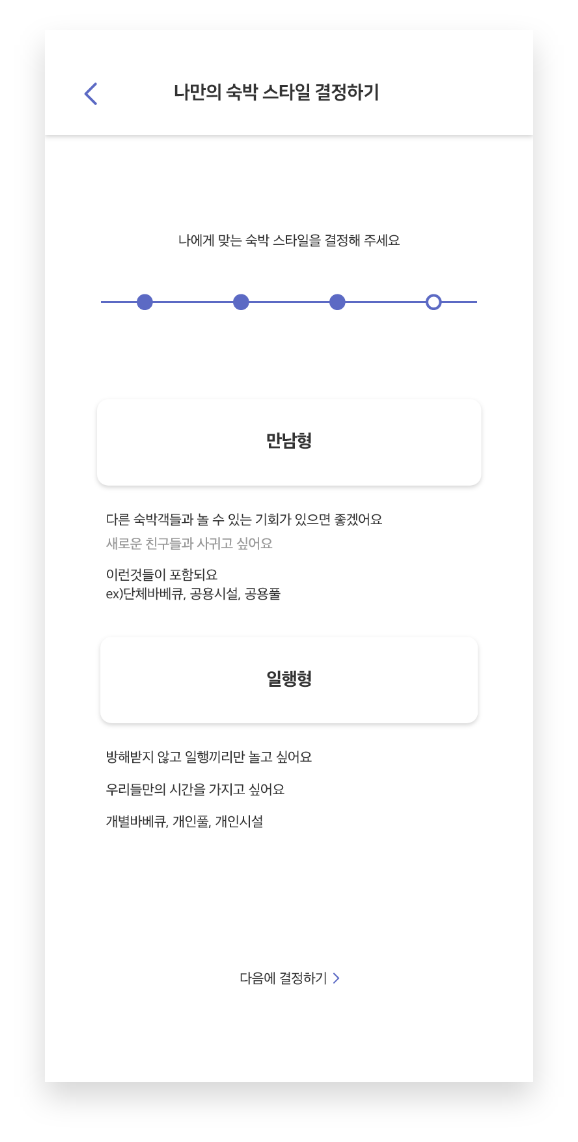 나만의 숙박 스타일 결정하기
나에게 맞는 숙박 스타일을 결정해 주세요
만남형
다른 숙박객들과 놀 수 있는 기회가 있으면 좋겠어요
새로운 친구들과 사귀고 싶어요
이런것들이 포함되요
ex)단체바베큐, 공용시설, 공용풀
일행형
방해받지 않고 일행끼리만 놀고 싶어요
우리들만의 시간을 가지고 싶어요
개별바베큐, 개인풀, 개인시설
다음에 결정하기